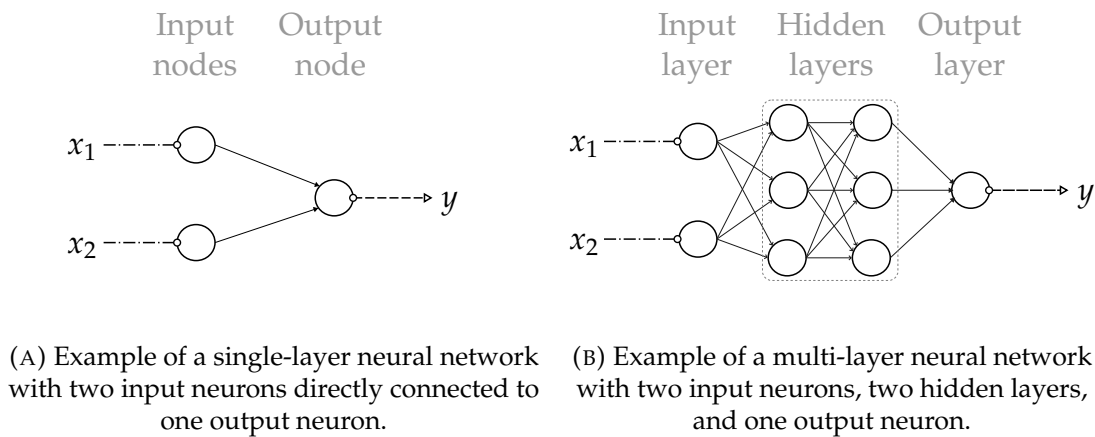 Input Output
nodes node
x1
x2
y
(A) Example of a single-layer neural network
with two input neurons directly connected to
one output neuron.
Input Hidden Output
layer layers layer
x1
x2
y
(B) Example of a multi-layer neural network
with two input neurons, two hidden layers,
and one output neuron.